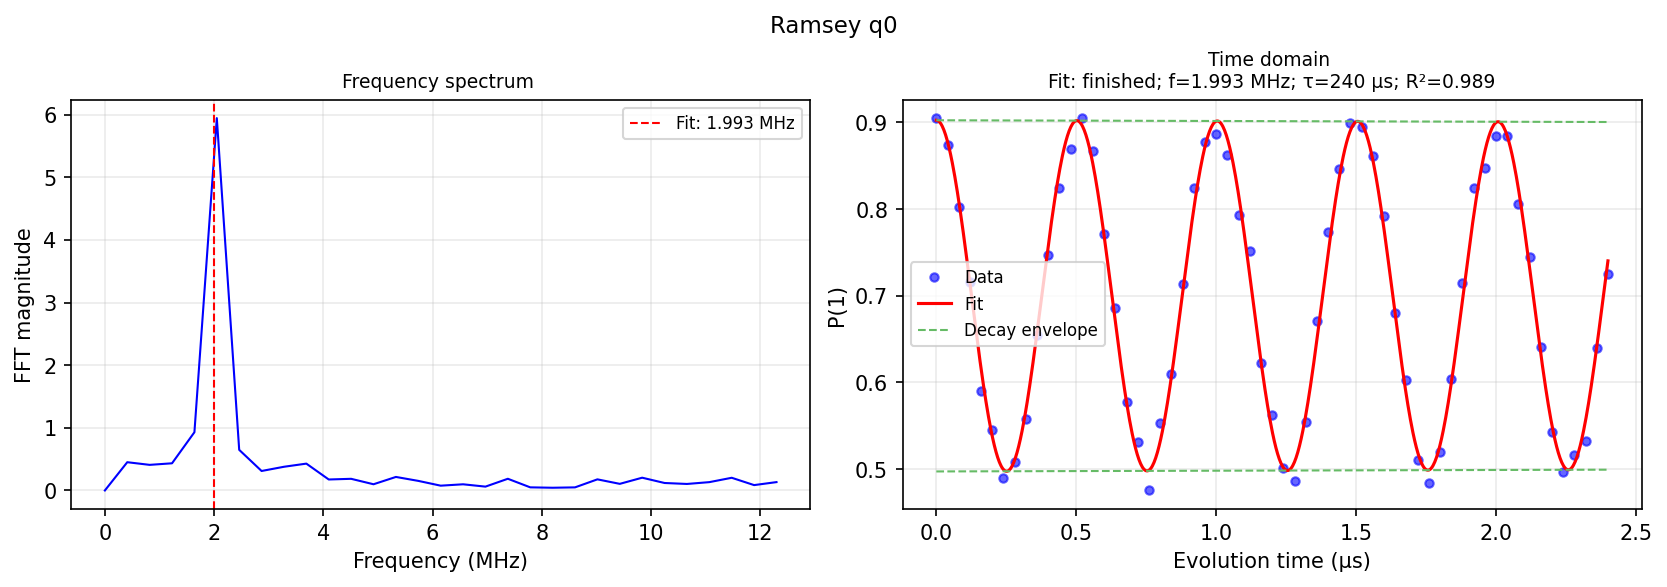 Ramsey q0
Frequency spectrum
Fit: 1.993 MHz
6
5
4
3
2
1
0
FFT magnitude
0 2 4 6 8 10 12
Frequency (MHz)
Time domain
Fit: finished; f=1.993 MHz; τ=240 µs; R²=0.989
0.9
0.8
0.7
0.6
0.5
P(1)
Data
Fit
Decay envelope
0.0 0.5 1.0 1.5 2.0 2.5
Evolution time (µs)